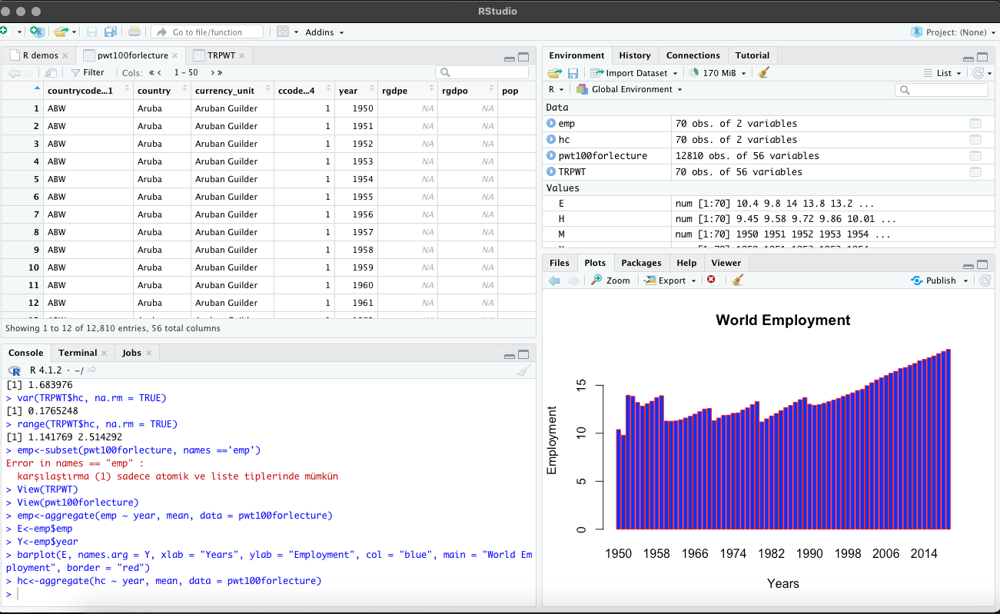 RStudio
Go to file/function
Addins
Project: (None)
R demos
pwt100forlecture
TRPWT
Filter
Cols:
1 - 50
countrycode...1 country currency_unit ccode...4 year rgdpe rgdpo pop
1 ABW Aruba Aruban Guilder 1 1950 NA NA
2 ABW Aruba Aruban Guilder 1 1951 NA NA
3 ABW Aruba Aruban Guilder 1 1952 NA NA
4 ABW Aruba Aruban Guilder 1 1953 NA NA
5 ABW Aruba Aruban Guilder 1 1954 NA NA
6 ABW Aruba Aruban Guilder 1 1955 NA NA
7 ABW Aruba Aruban Guilder 1 1956 NA NA
8 ABW Aruba Aruban Guilder 1 1957 NA NA
9 ABW Aruba Aruban Guilder 1 1958 NA NA
10 ABW Aruba Aruban Guilder 1 1959 NA NA
11 ABW Aruba Aruban Guilder 1 1960 NA NA
12 ABW Aruba Aruban Guilder 1 1961 NA NA
Showing 1 to 12 of 12,810 entries, 56 total columns
Console Terminal Jobs
R R 4.1.2 · ~/
[1] 1.683976
> var(TRPWT$hc, na.rm = TRUE)
[1] 0.1765248
> range(TRPWT$hc, na.rm = TRUE)
[1] 1.141769 2.514292
> emp<-subset(pwt100forlecture, names =='emp')
Error in names == "emp" :
karşılaştırma (1) sadece atomik ve liste tiplerinde mümkün
> View(TRPWT)
> View(pwt100forlecture)
> emp<-aggregate(emp ~ year, mean, data = pwt100forlecture)
> E<-emp$emp
> Y<-emp$year
> barplot(E, names.arg = Y, xlab = "Years", ylab = "Employment", col = "blue", main = "World Em
ployment", border = "red")
> hc<-aggregate(hc ~ year, mean, data = pwt100forlecture)
>
Environment History Connections Tutorial
Import Dataset 170 MiB List
R Global Environment
Data
emp 70 obs. of 2 variables
hc 70 obs. of 2 variables
pwt100forlecture 12810 obs. of 56 variables
TRPWT 70 obs. of 56 variables
Values
E num [1:70] 10.4 9.8 14 13.8 13.2 ...
H num [1:70] 9.45 9.58 9.72 9.86 10.01 ...
M num [1:70] 1950 1951 1952 1953 1954 ...
Files Plots Packages Help Viewer
Zoom Export Publish
World Employment
Employment
15
10
5
0
1950 1958 1966 1974 1982 1990 1998 2006 2014
Years